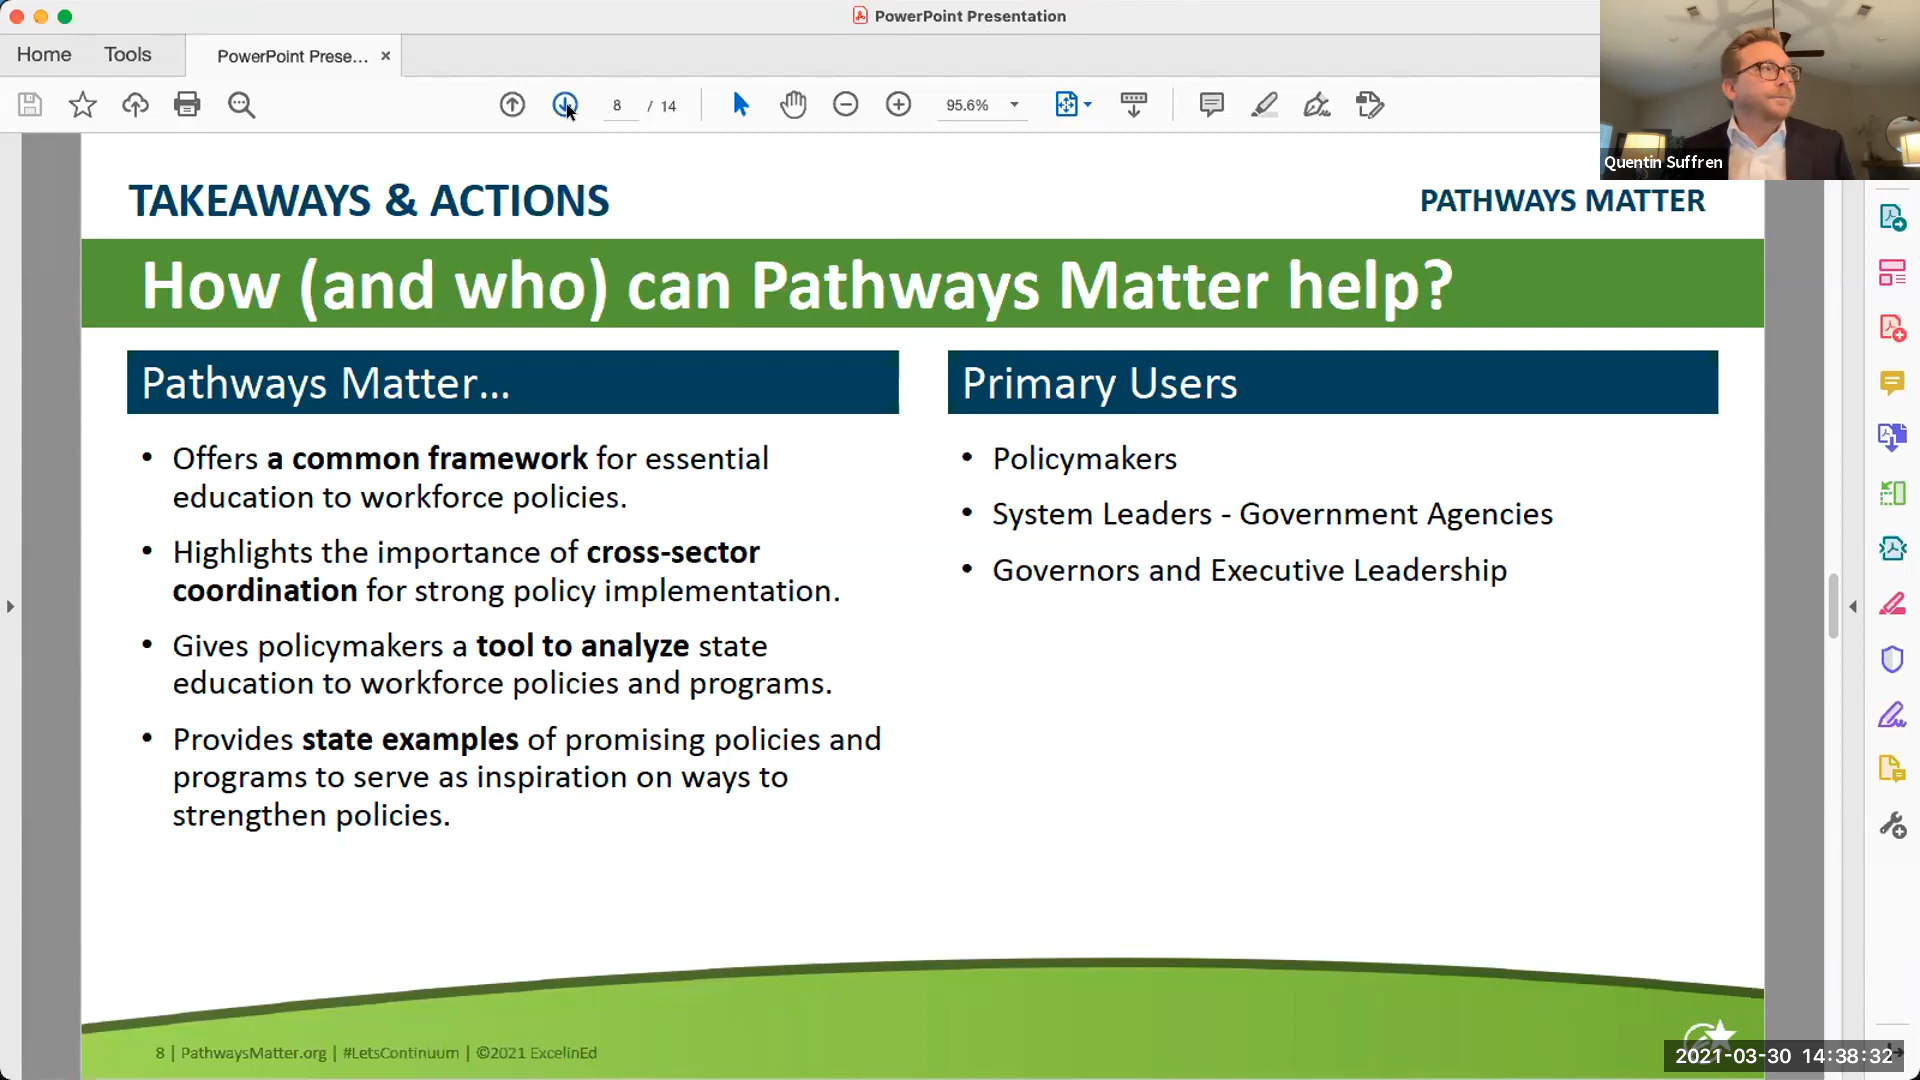 PowerPoint Presentation
Home
Tools
PowerPoint Prese...
8 / 14
95.6%
Quentin Suffren
TAKEAWAYS & ACTIONS
PATHWAYS MATTER
How (and who) can Pathways Matter help?
Pathways Matter...
• Offers a common framework for essential
education to workforce policies.
• Highlights the importance of cross-sector
coordination for strong policy implementation.
• Gives policymakers a tool to analyze state
education to workforce policies and programs.
• Provides state examples of promising policies and
programs to serve as inspiration on ways to
strengthen policies.
Primary Users
• Policymakers
• System Leaders - Government Agencies
• Governors and Executive Leadership
8 | PathwaysMatter.org | #LetsContinuum | ©2021 ExcelinEd
2021-03-30 14:38:32